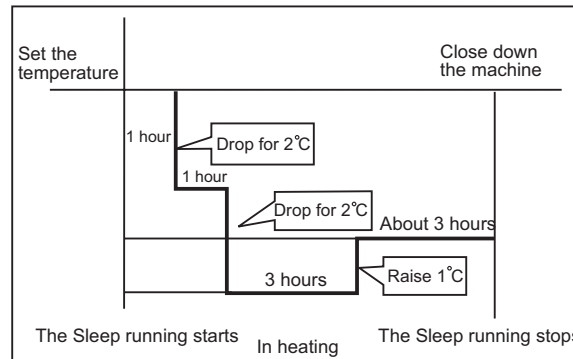 Set the
temperature
Close down
the machine
1 hour
Drop for 2℃
1 hour
Drop for 2℃
About 3 hours
3 hours
Raise 1℃
The Sleep running starts
In heating
The Sleep running stops